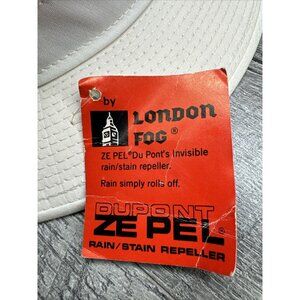 by
LONDON
FOG®
ZE PEL® Du Pont's invisible
rain/stain repeller.
Rain simply rolls off.
DUPONT
ZE PEL®
RAIN/STAIN REPELLER